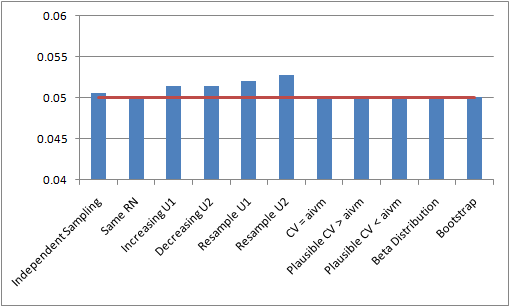 0.06
0.055
0.05
0.045
0.04
Independent Sampling
Same RN
Increasing U1
Decreasing U2
Resample U1
Resample U2
CV = aivm
Plausible CV > aivm
Plausible CV < aivm
Beta Distribution
Bootstrap